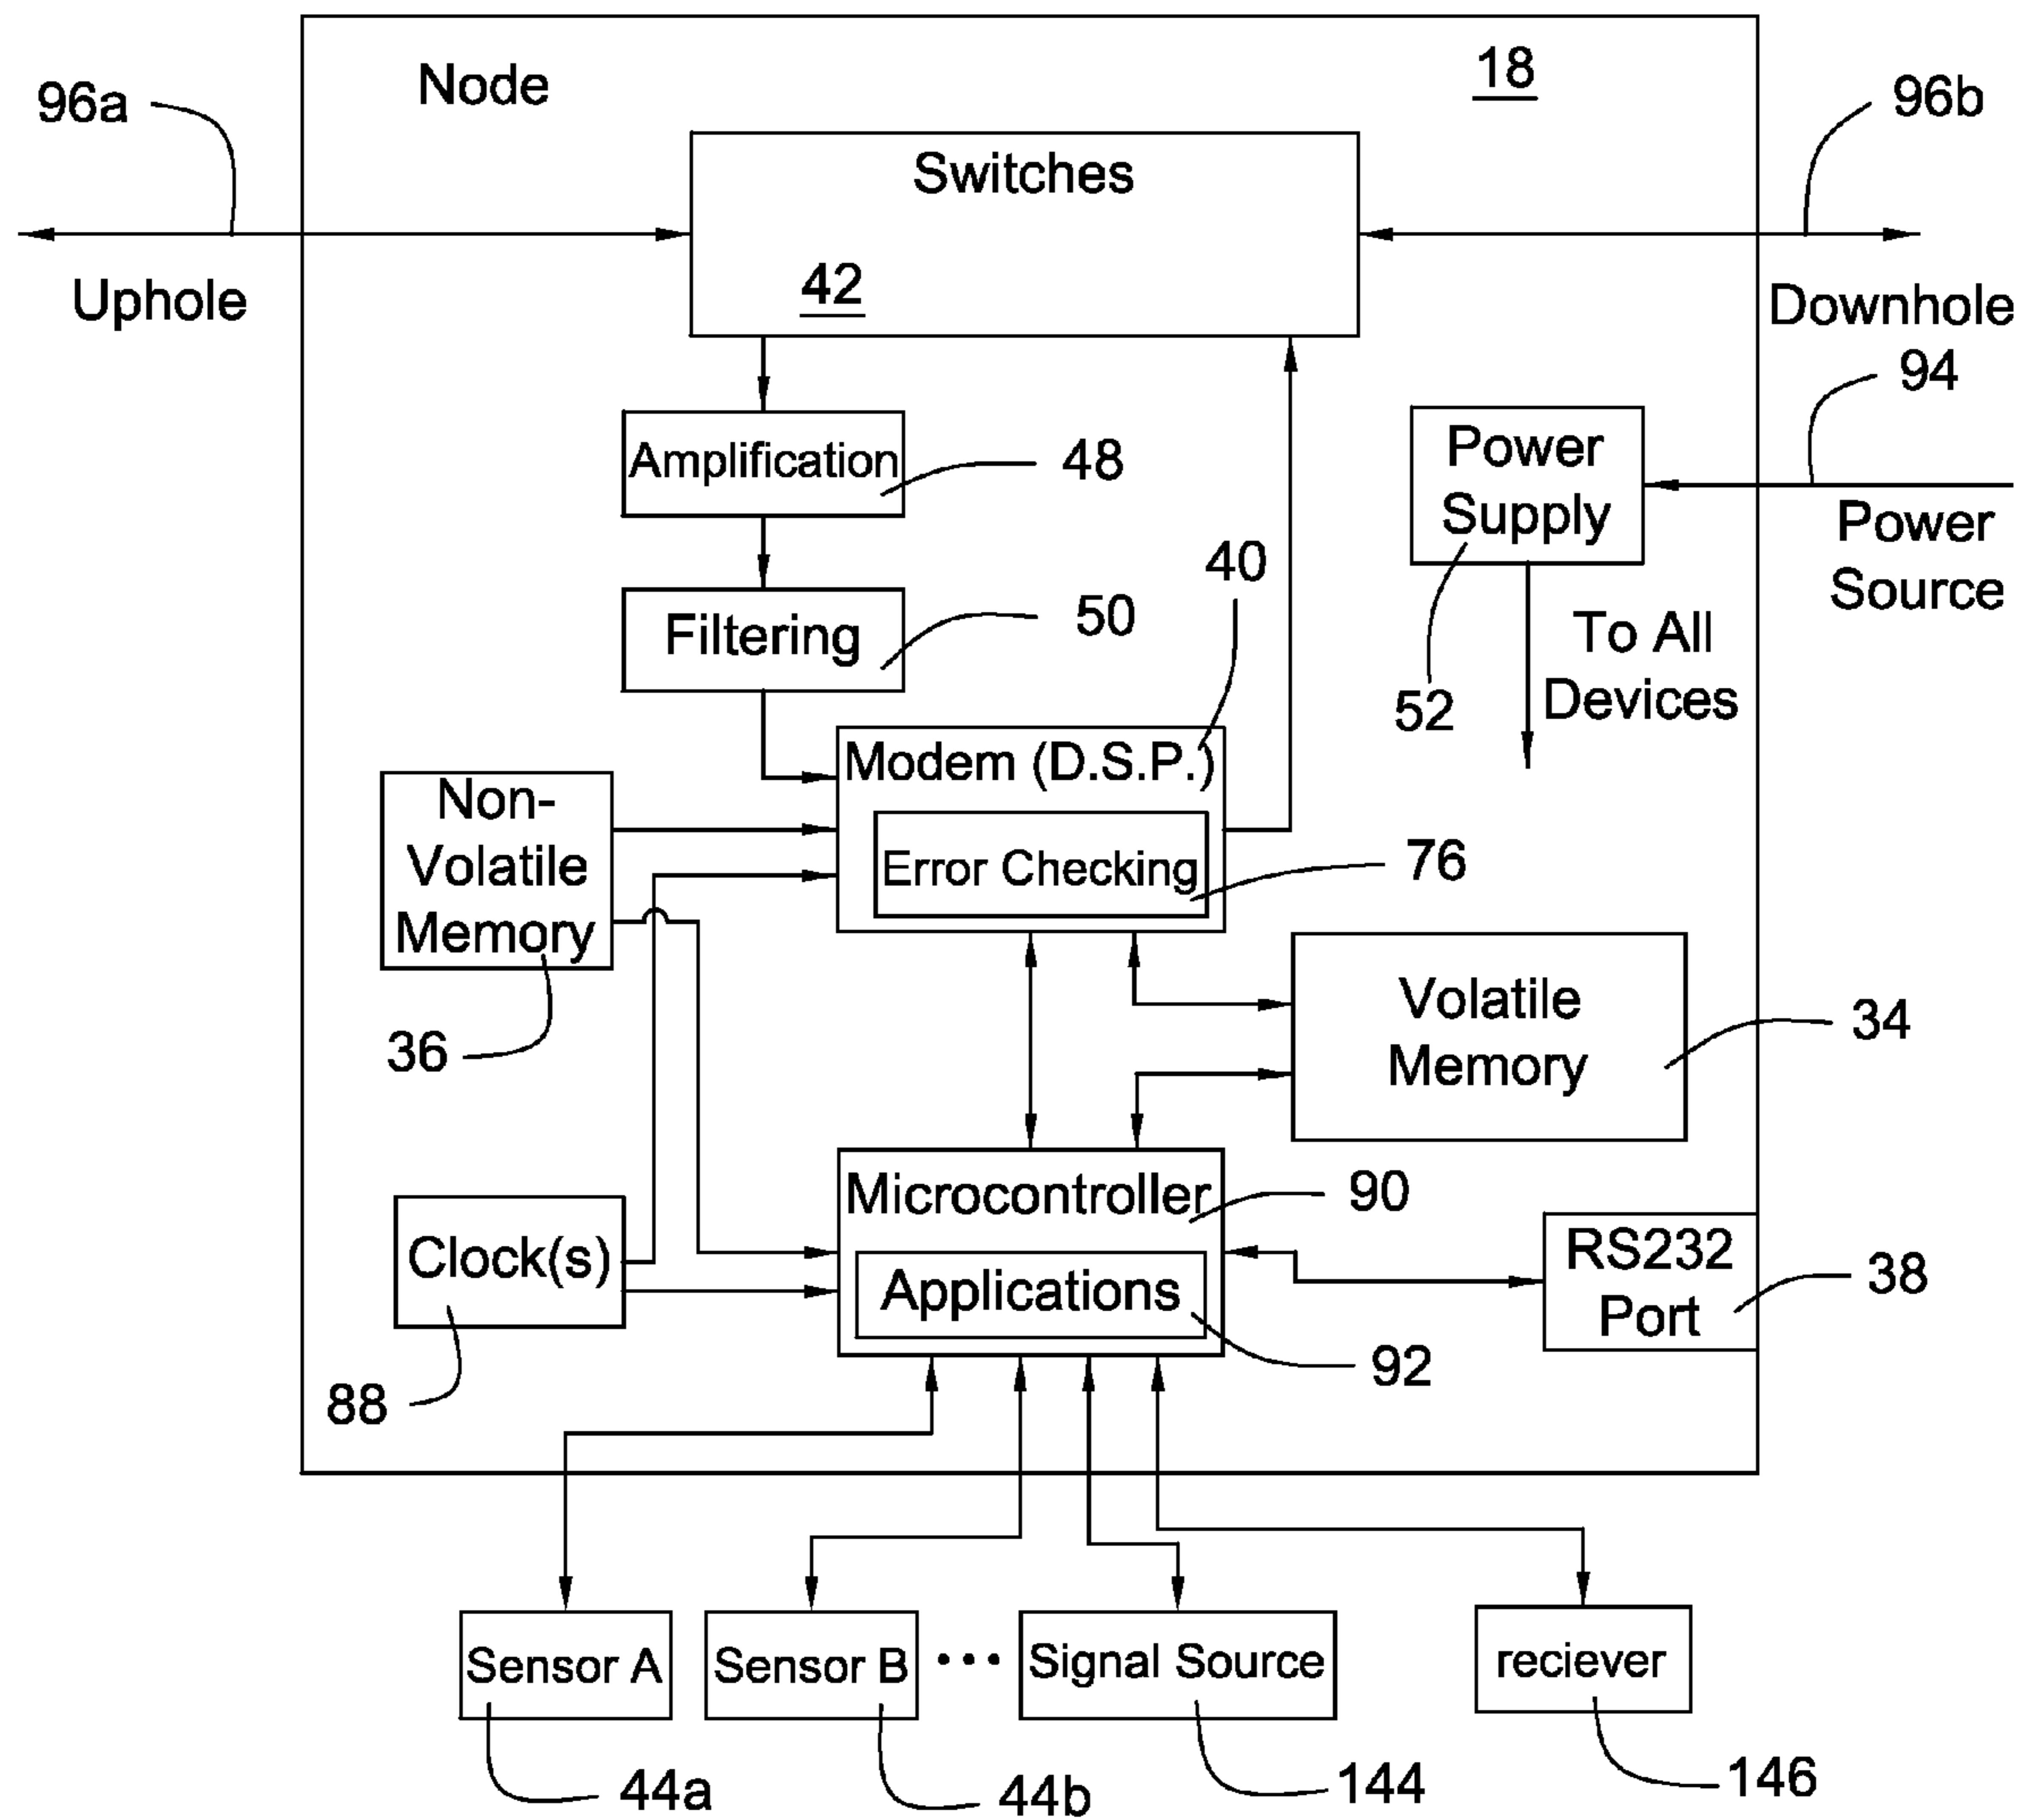 Node
18
96a
96b
Switches
42
Uphole
Downhole
94
Amplification
48
Power
Supply
Power
Source
40
Filtering
50
52
To All
Devices
Modem (D.S.P.)
Non-
Volatile
Memory
Error Checking
76
36
Volatile
Memory
34
Microcontroller
90
Clock(s)
Applications
RS232
Port
38
88
92
Sensor A
Sensor B
•••
Signal Source
reciever
44a
44b
144
146